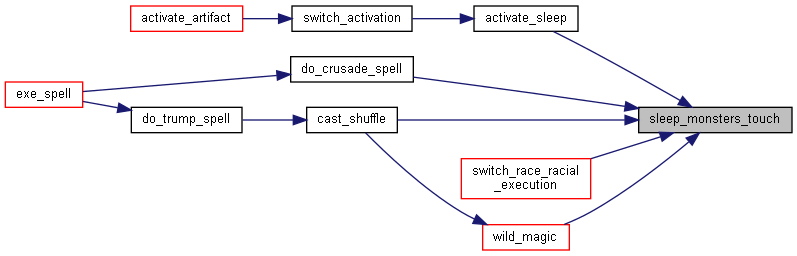 activate_artifact
switch_activation
activate_sleep
do_crusade_spell
exe_spell
do_trump_spell
cast_shuffle
sleep_monsters_touch
switch_race_racial
_execution
wild_magic